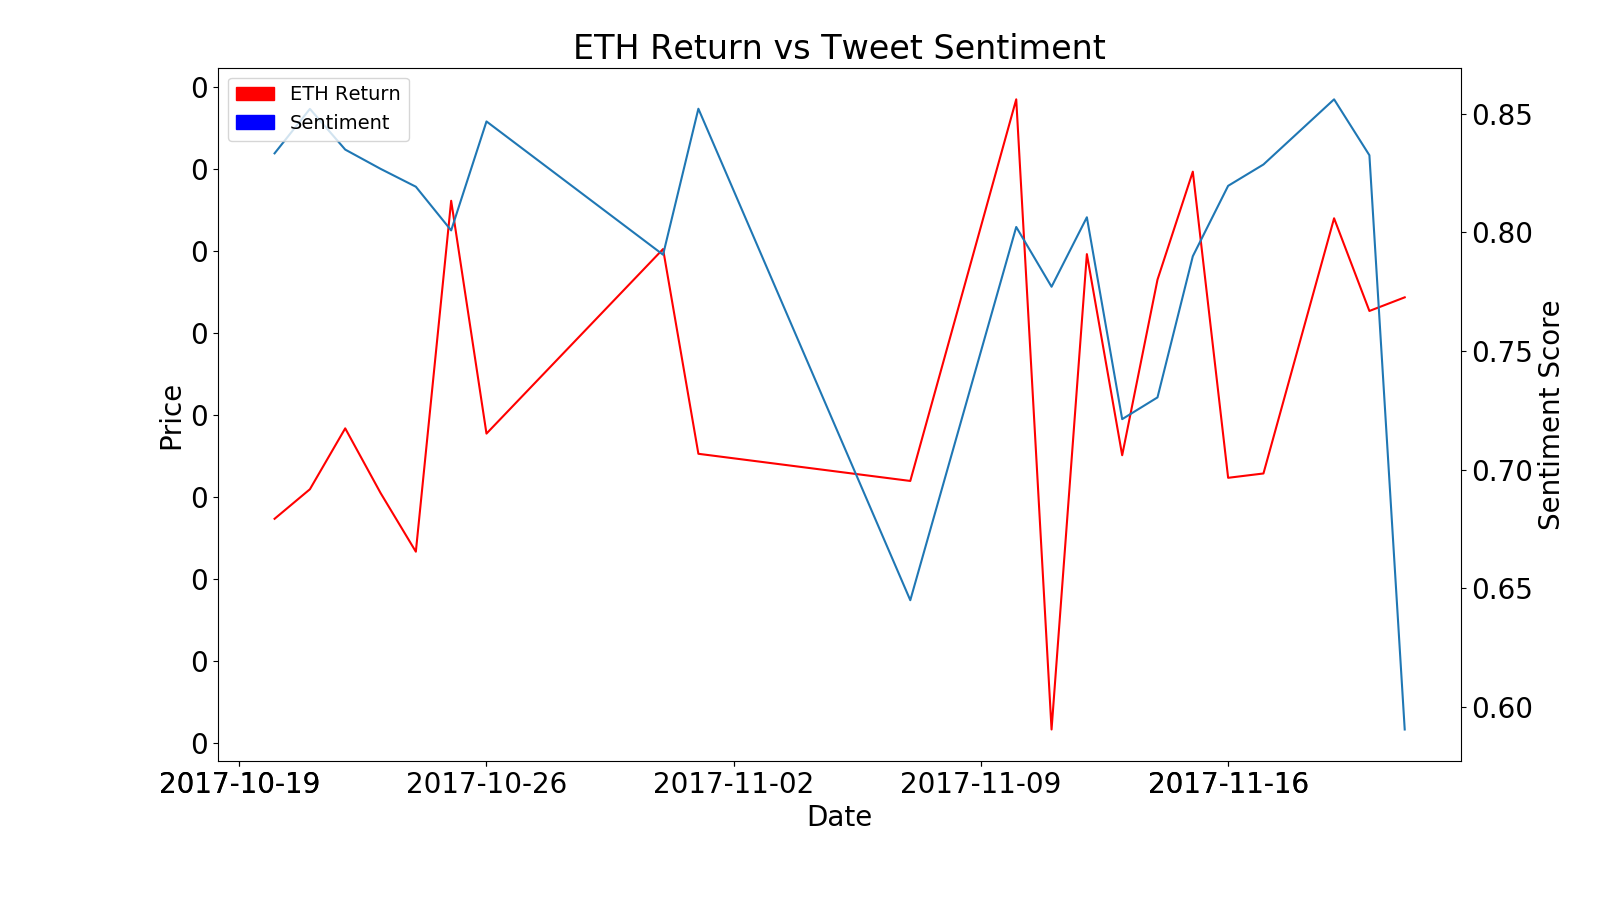 ETH Return vs Tweet Sentiment
ETH Return
Sentiment
0
0
0
0
0
0
0
0
0
Price
0.85
0.80
0.75
0.70
0.65
0.60
Sentiment Score
2017-10-19 2017-10-26 2017-11-02 2017-11-09 2017-11-16
Date